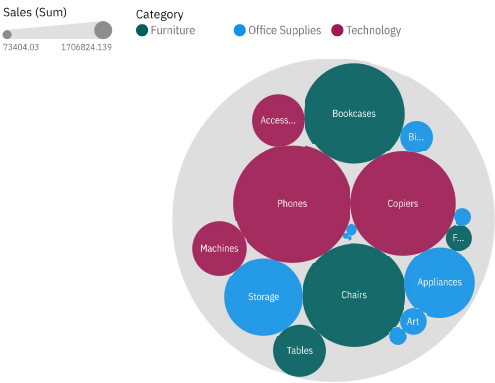 Sales (Sum)
73404.03 1706824.139
Category
Furniture Office Supplies Technology
Bookcases
Access...
Bi...
Phones
Copiers
F...
Machines
Appliances
Storage
Chairs
Art
Tables